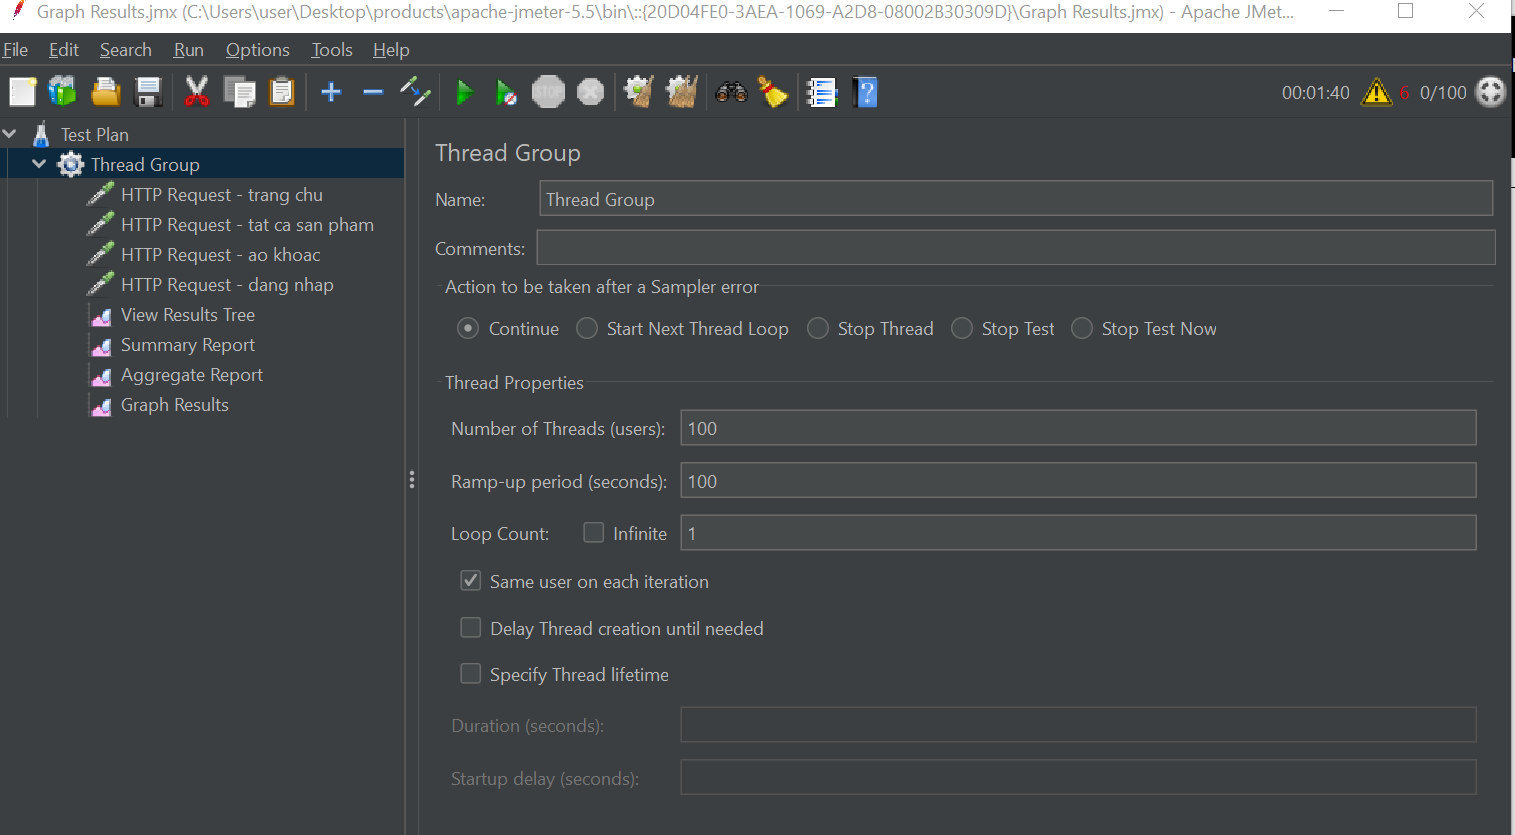 Graph Results.jmx (C:\Users\user\Desktop\products\apache-jmeter-5.5\bin\::{20D04FE0-3AEA-1069-A2D8-08002B30309D}\Graph Results.jmx) - Apache JMet...
File Edit Search Run Options Tools Help
STOP 00:01:40 6 0/100
Test Plan
Thread Group
HTTP Request - trang chu
HTTP Request - tat ca san pham
HTTP Request - ao khoac
HTTP Request - dang nhap
View Results Tree
Summary Report
Aggregate Report
Graph Results
Thread Group
Name: Thread Group
Comments:
Action to be taken after a Sampler error
Continue Start Next Thread Loop Stop Thread Stop Test Stop Test Now
Thread Properties
Number of Threads (users): 100
Ramp-up period (seconds): 100
Loop Count: Infinite 1
Same user on each iteration
Delay Thread creation until needed
Specify Thread lifetime
Duration (seconds):
Startup delay (seconds):